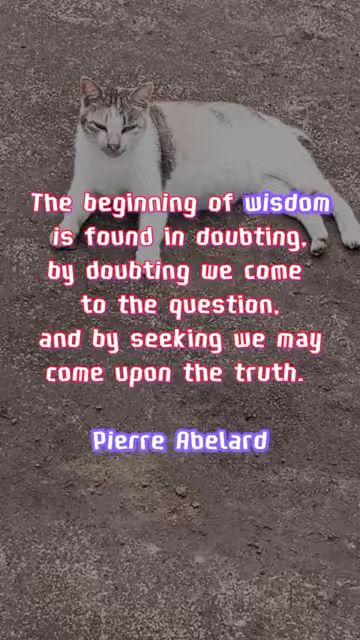 The beginning of wisdom
is found in doubting,
by doubting we come
to the question,
and by seeking we may
come upon the truth.
Pierre Abelard